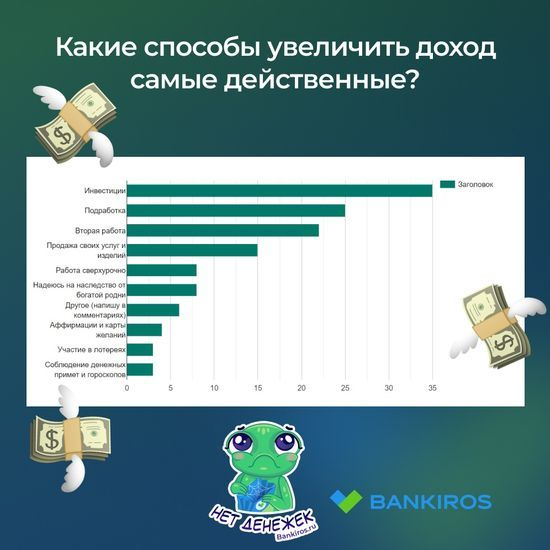 Какие способы увеличить доход
самые действенные?
Заголовок
Инвестиции
Подработка
Вторая работа
Продажа своих услуг и
изделий
Работа сверхурочно
Надеюсь на наследство от
богатой родни
Другое (напишу в
комментариях)
Аффирмации и карты
желаний
Участие в лотереях
Соблюдение денежных
примет и гороскопов
0 5 10 15 20 25 30 35
НЕТ ДЕНЕЖЕК
Bankiros.ru
BANKIROS